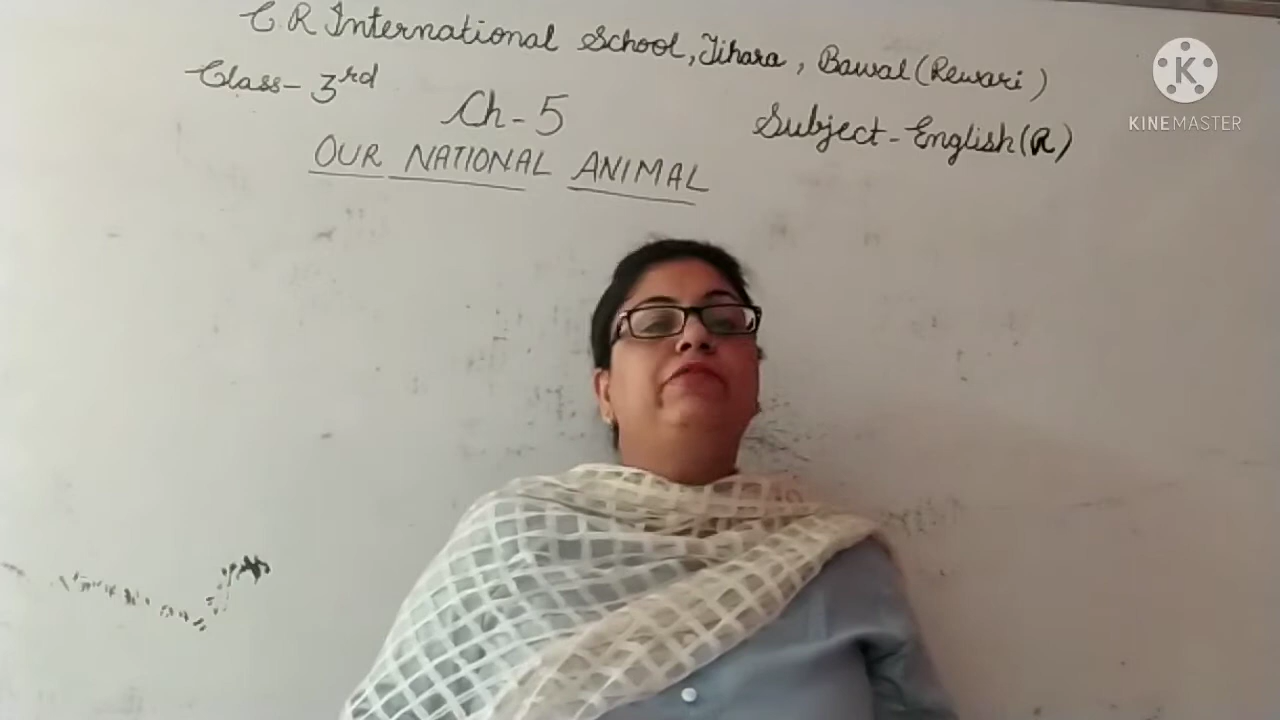 C R International School, Jihara, Bawal (Rewari)
Class - 3rd
Ch - 5
Subject - English (R)
OUR NATIONAL ANIMAL
K
KINEMASTER